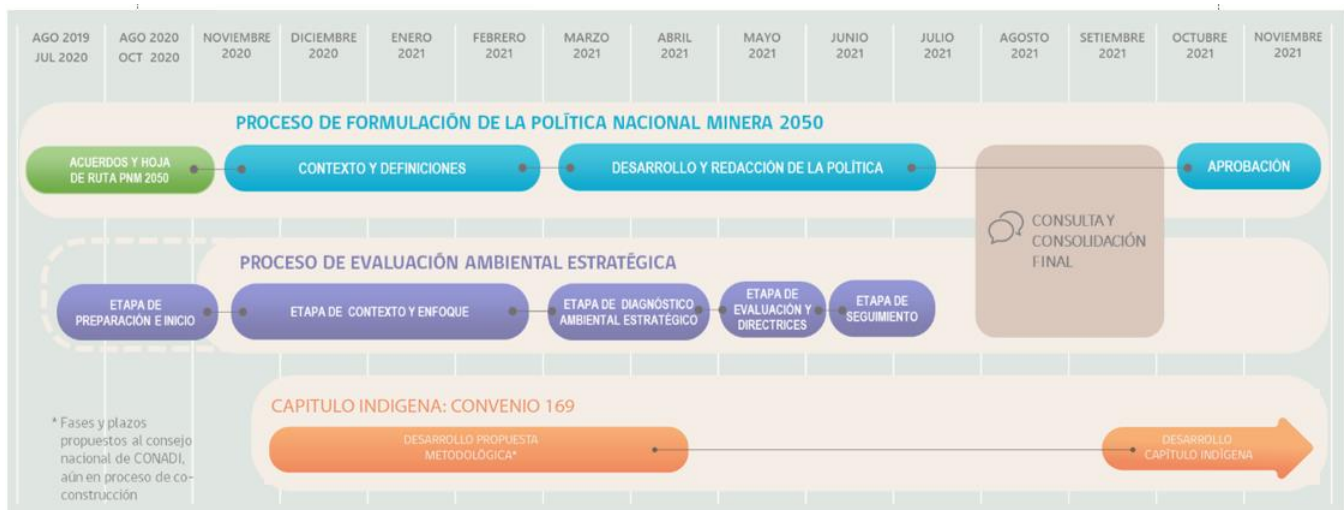 AGO 2019
JUL 2020
AGO 2020
OCT 2020
NOVIEMBRE
2020
DICIEMBRE
2020
ENERO
2021
FEBRERO
2021
MARZO
2021
ABRIL
2021
MAYO
2021
JUNIO
2021
JULIO
2021
AGOSTO
2021
SETIEMBRE
2021
OCTUBRE
2021
NOVIEMBRE
2021
PROCESO DE FORMULACIÓN DE LA POLÍTICA NACIONAL MINERA 2050
ACUERDOS Y HOJA
DE RUTA PNM 2050
CONTEXTO Y DEFINICIONES
DESARROLLO Y REDACCIÓN DE LA POLÍTICA
APROBACIÓN
CONSULTA Y
CONSOLIDACIÓN
FINAL
PROCESO DE EVALUACIÓN AMBIENTAL ESTRATÉGICA
ETAPA DE
PREPARACIÓN E INICIO
ETAPA DE CONTEXTO Y ENFOQUE
ETAPA DE DIAGNÓSTICO
AMBIENTAL ESTRATÉGICO
ETAPA DE
EVALUACIÓN Y
DIRECTRICES
ETAPA DE
SEGUIMIENTO
CAPITULO INDIGENA: CONVENIO 169
DESARROLLO PROPUESTA
METODOLÓGICA*
DESARROLLO
CAPÍTULO INDÍGENA
* Fases y plazos
propuestos al consejo
nacional de CONADI,
aún en proceso de co-
construcción